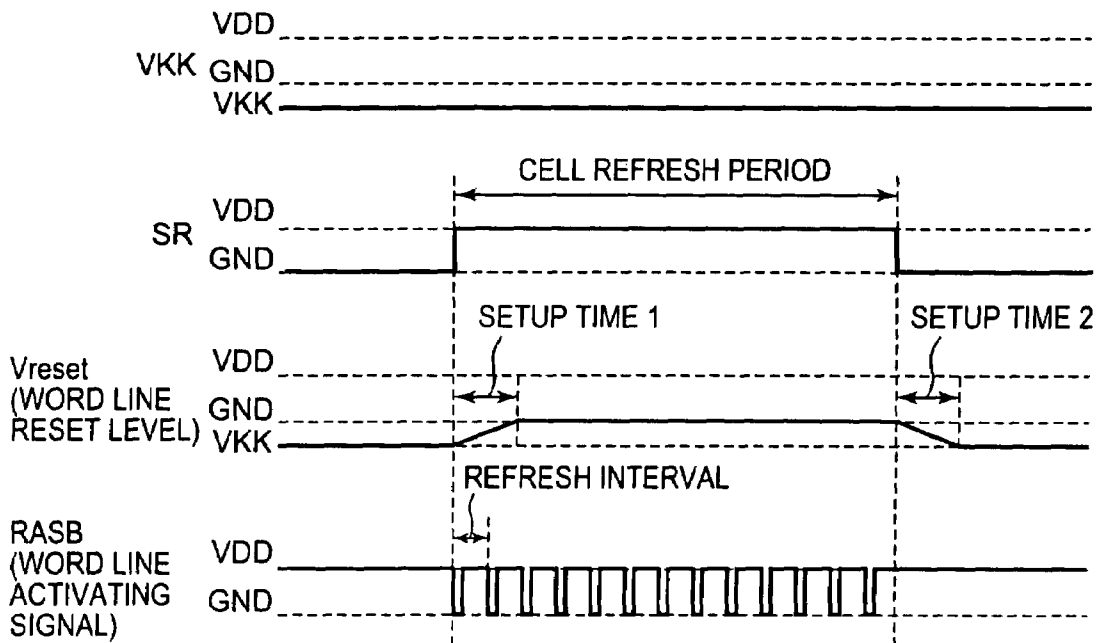 VDD
VKK GND
VKK
CELL REFRESH PERIOD
VDD
SR
GND
SETUP TIME 1
SETUP TIME 2
VDD
Vreset
(WORD LINE
RESET LEVEL)
GND
VKK
REFRESH INTERVAL
RASB
(WORD LINE
ACTIVATING
SIGNAL)
VDD
GND